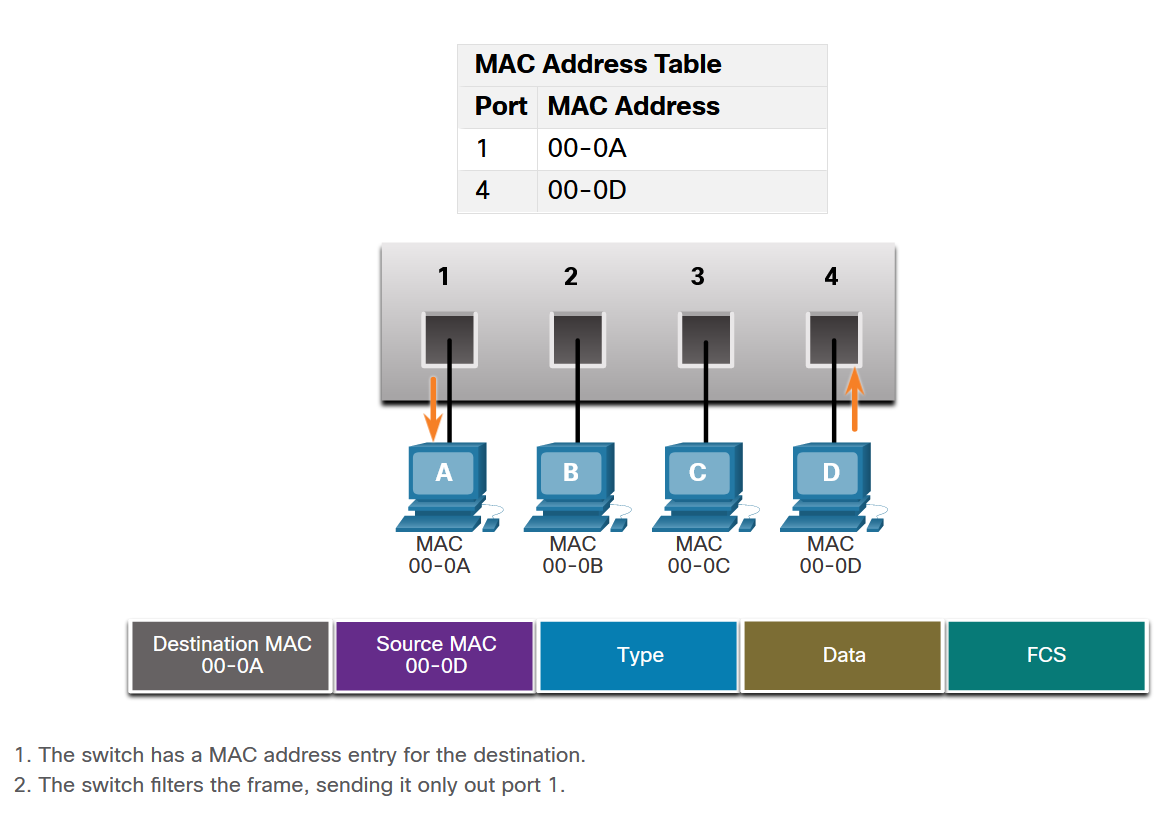 MAC Address Table
Port MAC Address
1 00-0A
4 00-0D
1 2 3 4
A B C D
MAC MAC MAC MAC
00-0A 00-0B 00-0C 00-0D
Destination MAC Source MAC Type Data FCS
00-0A 00-0D
1. The switch has a MAC address entry for the destination.
2. The switch filters the frame, sending it only out port 1.